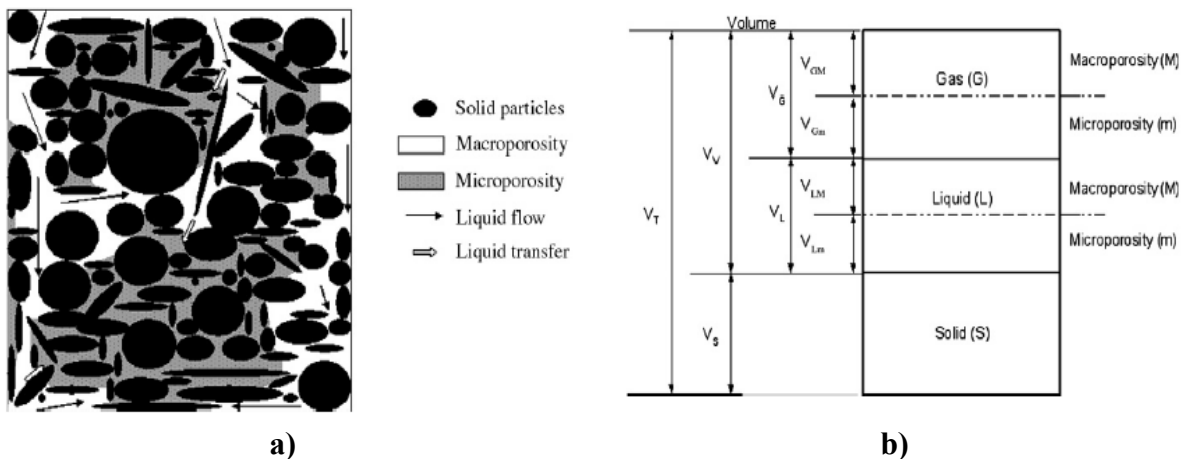 Solid particles
Macroporosity
Microporosity
Liquid flow
Liquid transfer
a)
Volume
V_T
V_V
V_S
V_G
V_L
V_GM
V_Gm
V_LM
V_Lm
Gas (G)
Liquid (L)
Solid (S)
Macroporosity (M)
Microporosity (m)
Macroporosity (M)
Microporosity (m)
b)